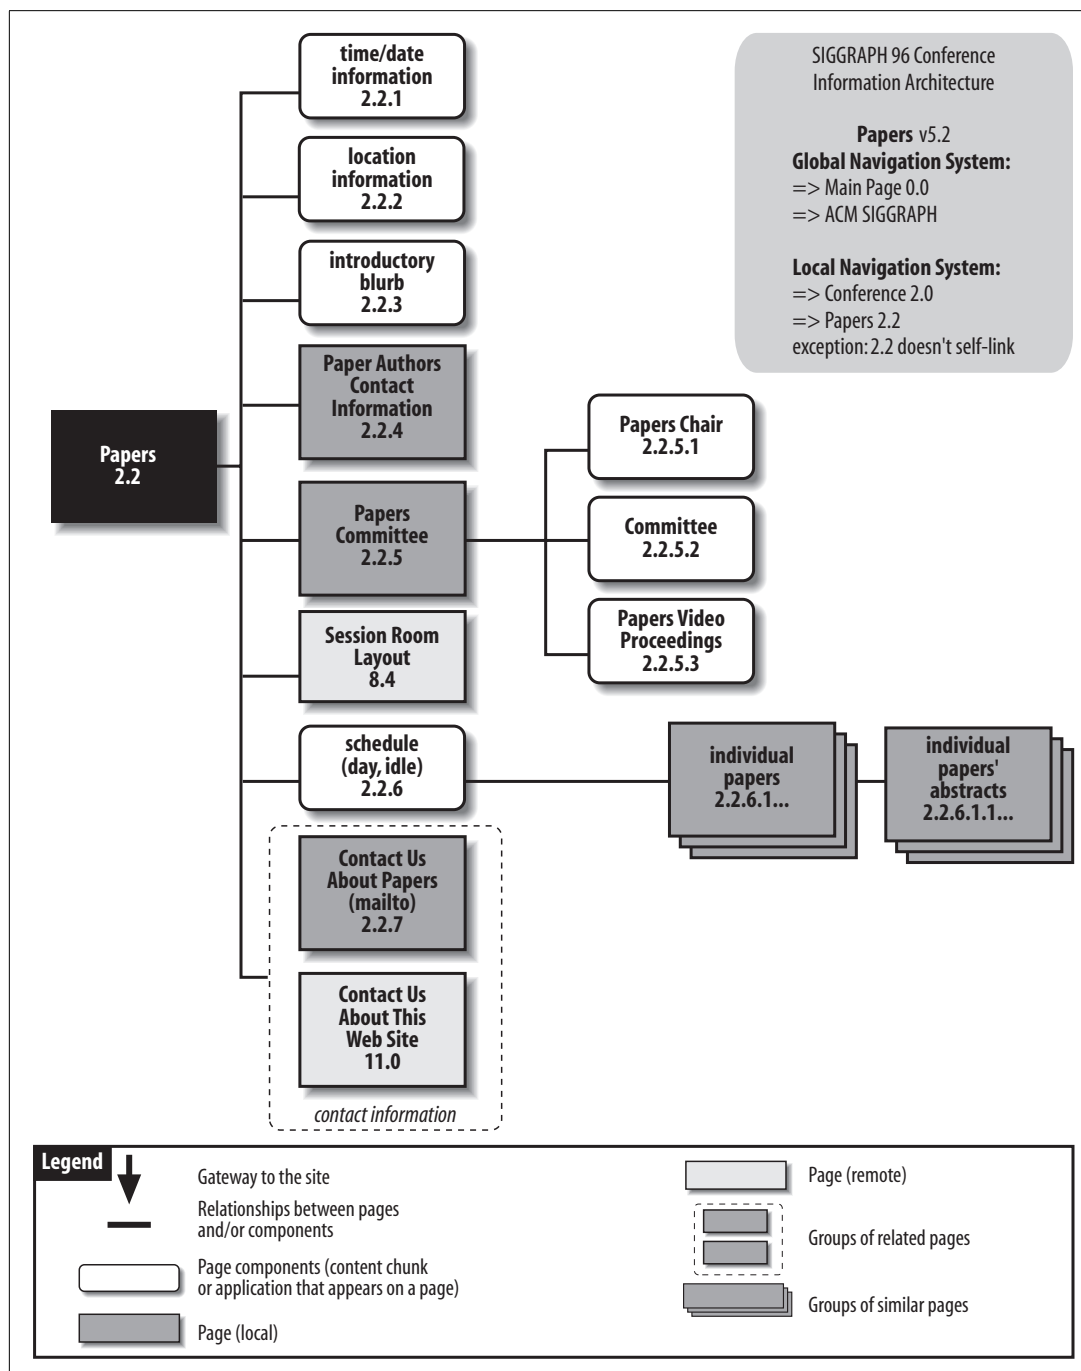 time/date
information
2.2.1
location
information
2.2.2
introductory
blurb
2.2.3
Paper Authors
Contact
Information
2.2.4
Papers
2.2
Papers
Committee
2.2.5
Papers Chair
2.2.5.1
Committee
2.2.5.2
Papers Video
Proceedings
2.2.5.3
Session Room
Layout
8.4
schedule
(day, idle)
2.2.6
individual
papers
2.2.6.1...
individual
papers'
abstracts
2.2.6.1.1...
Contact Us
About Papers
(mailto)
2.2.7
Contact Us
About This
Web Site
11.0
contact information
SIGGRAPH 96 Conference
Information Architecture
Papers v5.2
Global Navigation System:
=> Main Page 0.0
=> ACM SIGGRAPH
Local Navigation System:
=> Conference 2.0
=> Papers 2.2
exception: 2.2 doesn't self-link
Legend
Gateway to the site
Relationships between pages
and/or components
Page components (content chunk
or application that appears on a page)
Page (local)
Page (remote)
Groups of related pages
Groups of similar pages